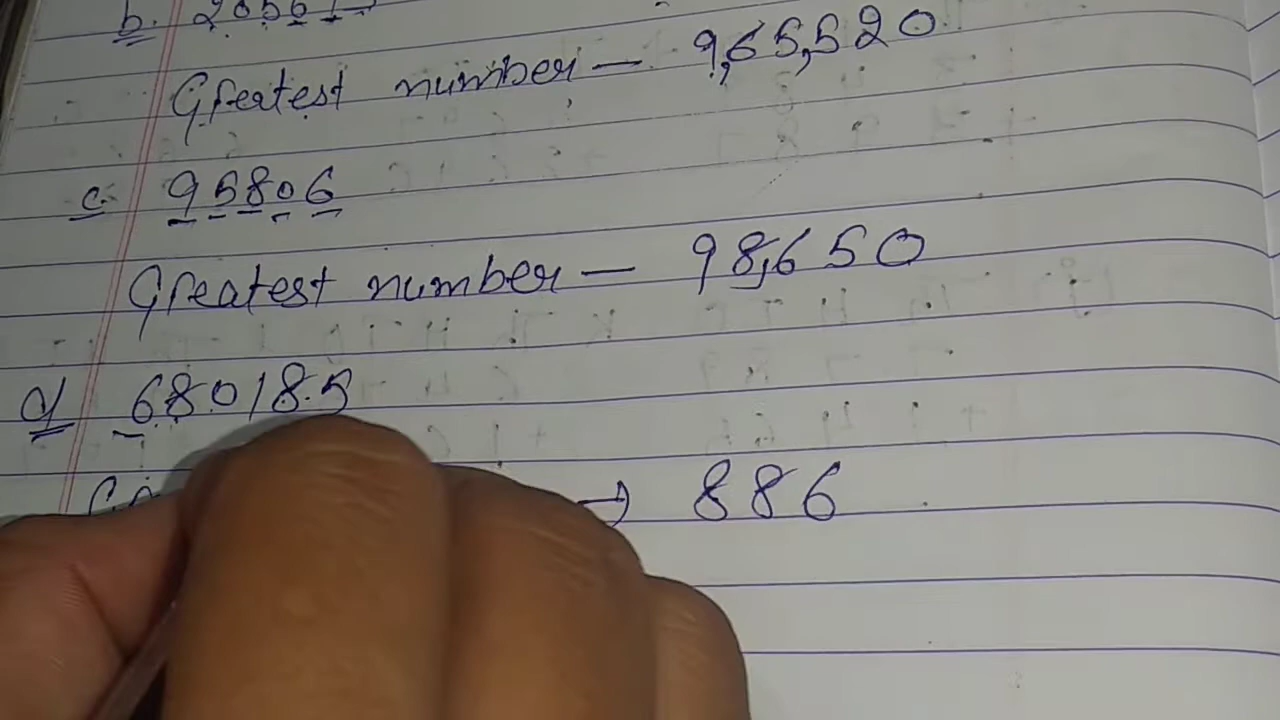 b.
Greatest number — 9,65,520
c. 95806
Greatest number — 98,650
d 680185
→ 886